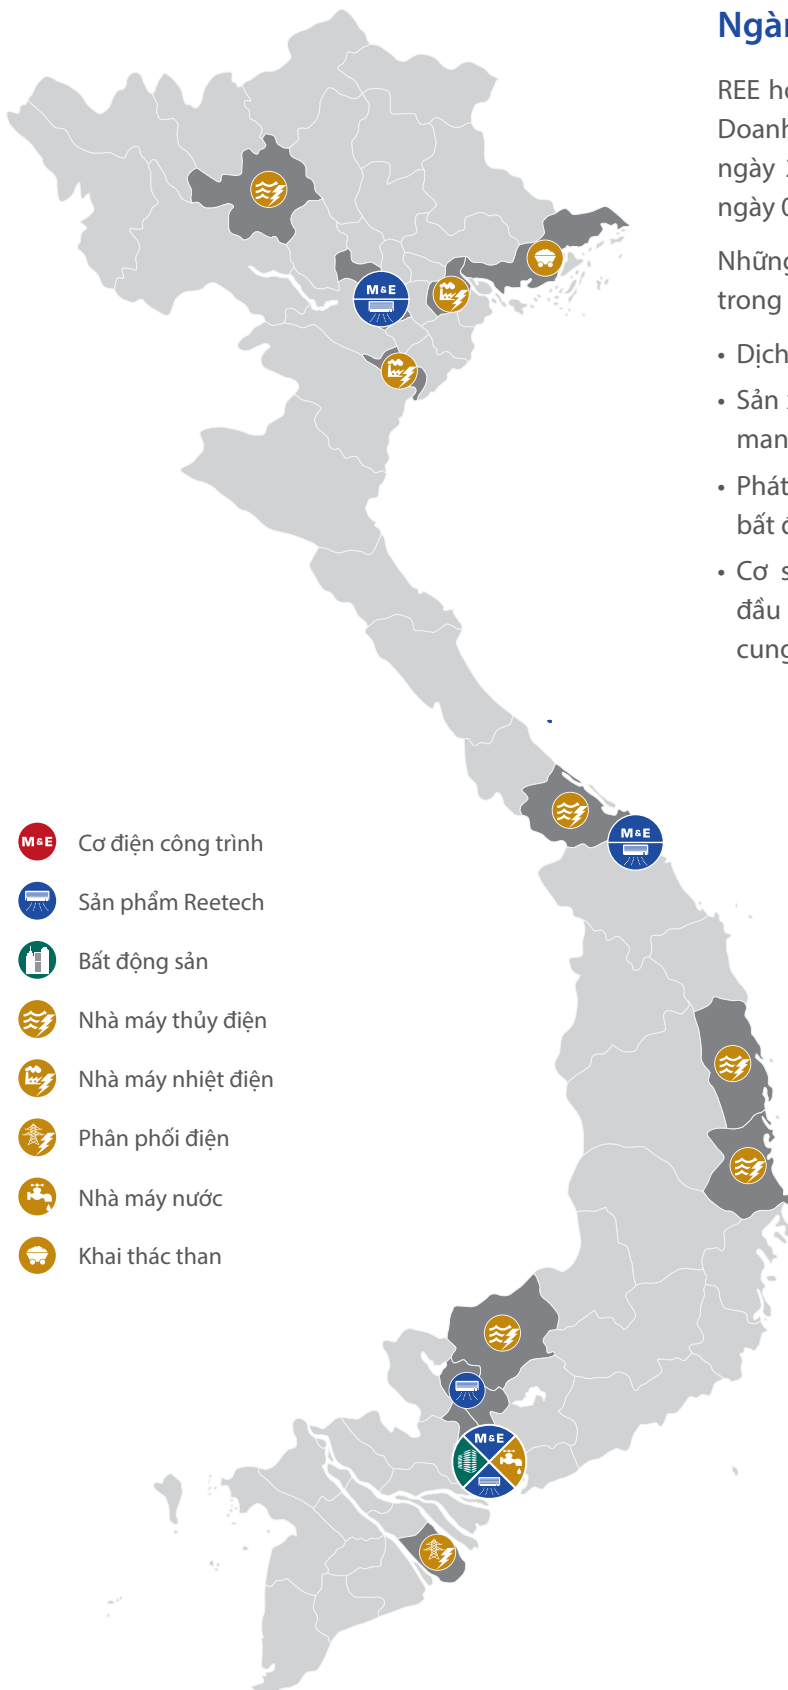 Ngàn
REE ho
Doanh
ngày
ngày 0
Những
trong
• Dịch
• Sản
man
• Phát
bất đ
• Cơ s
đầu
cung
M&E
M&E
M&E Cơ điện công trình
Sản phẩm Reetech
Bất động sản
Nhà máy thủy điện
Nhà máy nhiệt điện
Phân phối điện
Nhà máy nước
Khai thác than
M&E